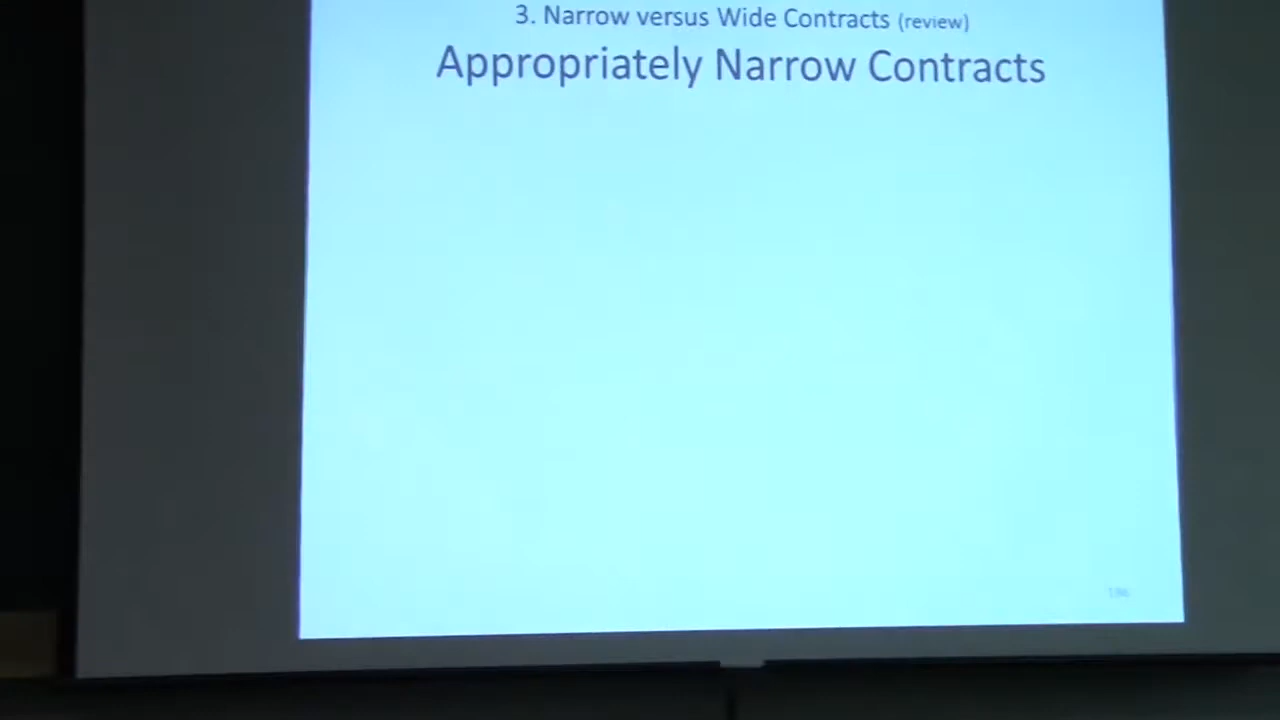 3. Narrow versus Wide Contracts (review)
Appropriately Narrow Contracts